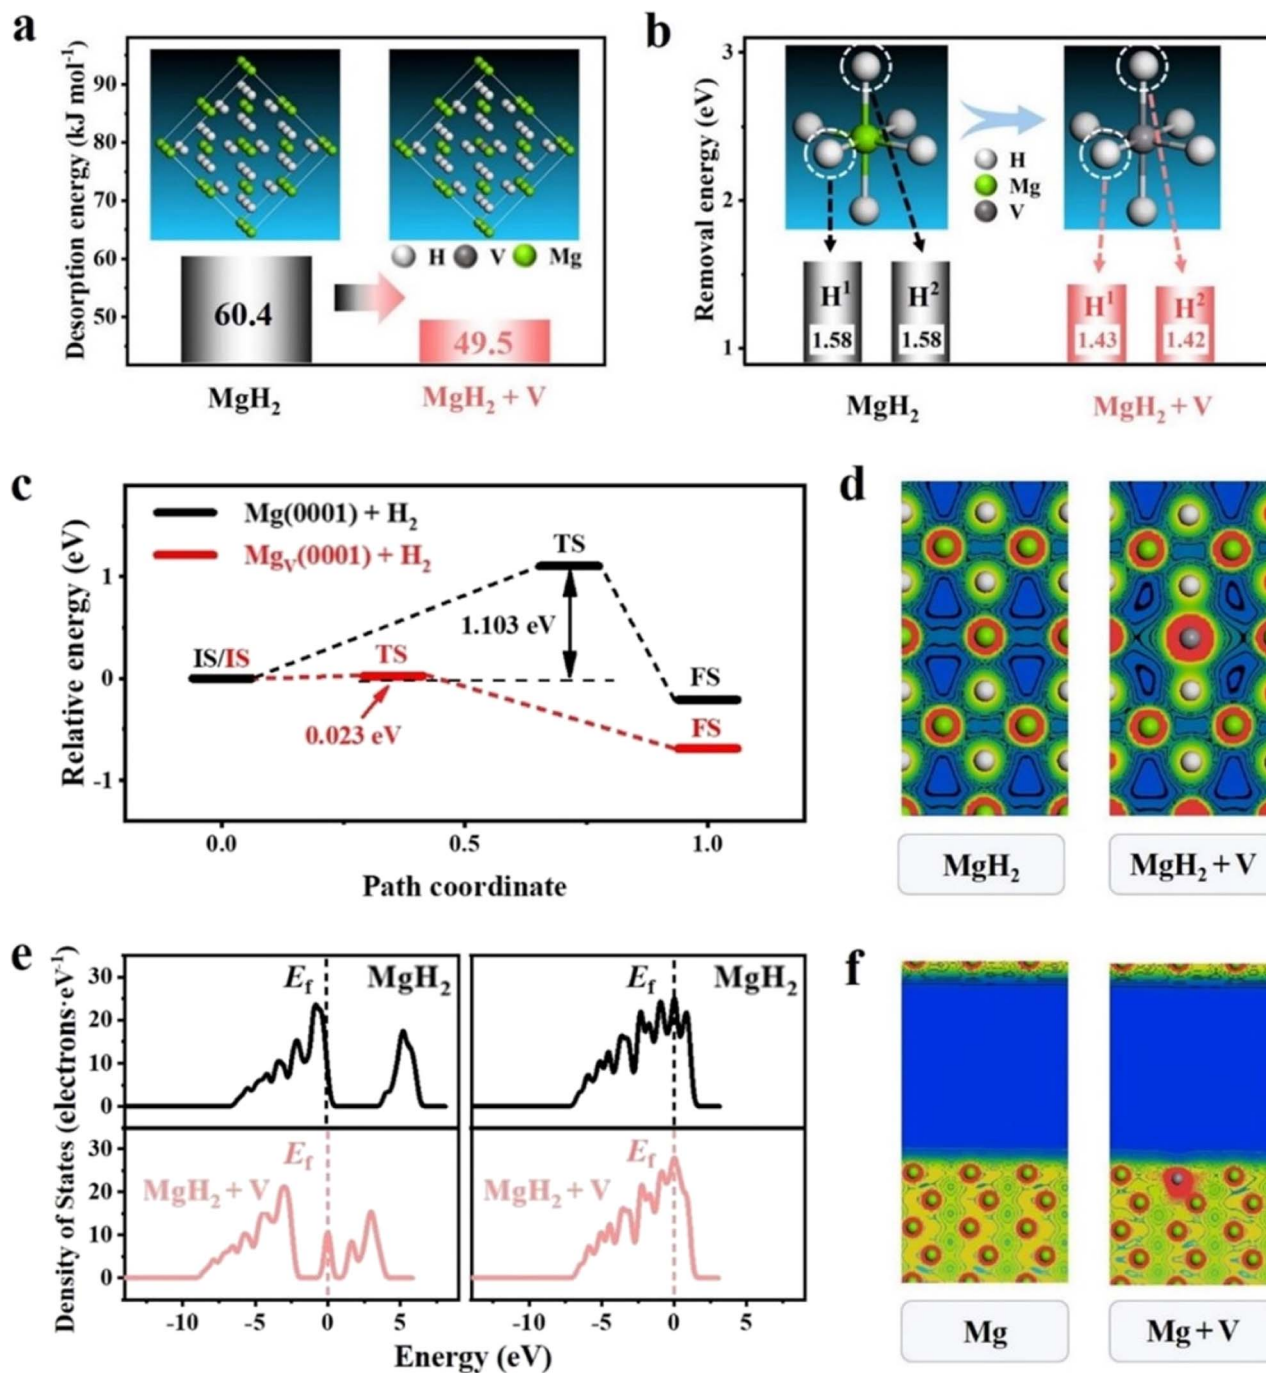 a
Desorption energy (kJ mol⁻¹)
90
80
70
60
50
H V Mg
60.4
49.5
MgH₂
MgH₂ + V
b
Removal energy (eV)
3
2
1
H
Mg
V
H¹
1.58
H²
1.58
H¹
1.43
H²
1.42
MgH₂
MgH₂ + V
c
Relative energy (eV)
1
0
-1
Mg(0001) + H₂
Mg_V(0001) + H₂
TS
1.103 eV
IS/IS
TS
0.023 eV
FS
FS
0.0
0.5
1.0
Path coordinate
d
MgH₂
MgH₂ + V
e
Density of States (electrons·eV⁻¹)
30
20
10
0
E_f
MgH₂
E_f
MgH₂
30
20
10
0
E_f
MgH₂ + V
E_f
MgH₂ + V
-10
-5
0
5
-10
-5
0
5
Energy (eV)
f
Mg
Mg + V